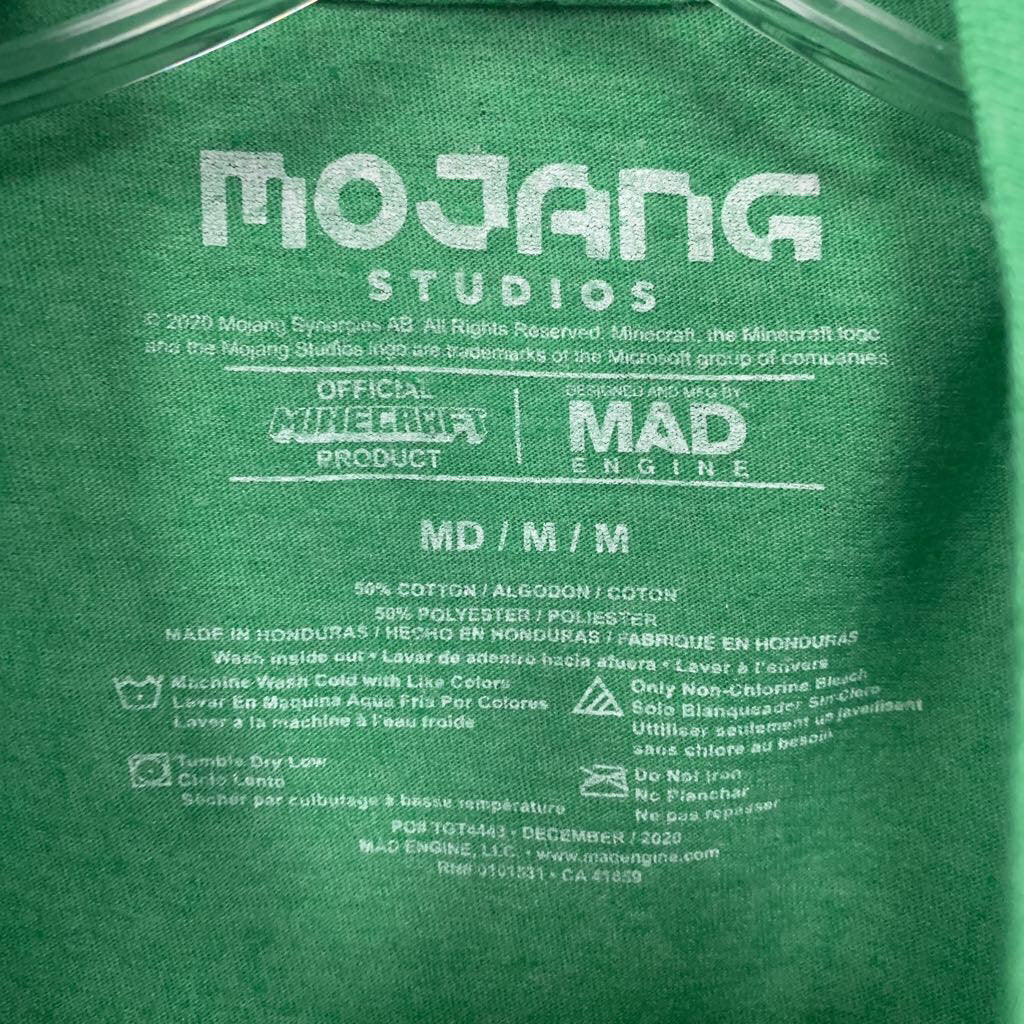 MOJANG
STUDIOS
© 2020 Mojang Synergies AB. All Rights Reserved. Minecraft, the Minecraft logo
and the Mojang Studios logo are trademarks of the Microsoft group of companies.
OFFICIAL
MINECRAFT
PRODUCT
DESIGNED AND MFG BY
MAD
ENGINE
MD / M / M
50% COTTON / ALGODON / COTON
50% POLYESTER / POLIESTER
MADE IN HONDURAS / HECHO EN HONDURAS / FABRIQUÉ EN HONDURAS
Wash inside out • Lavar de adentro hacia afuera • Laver à l'envers
Machine Wash Cold with Like Colors
Lavar En Maquina Agua Fria Por Colores
Laver a la machine à l'eau froide
Only Non-Chlorine Bleach
Solo Blanqueador Sin Cloro
Utiliser seulement un javellisant
sans chlore au besoin
Tumble Dry Low
Ciclo Lento
Sécher par culbutage à basse température
Do Not Iron
No Planchar
Ne pas repasser
PO# TGT4443 • DECEMBER / 2020
MAD ENGINE, LLC. • www.madengine.com
RN# 0101531 • CA 41859